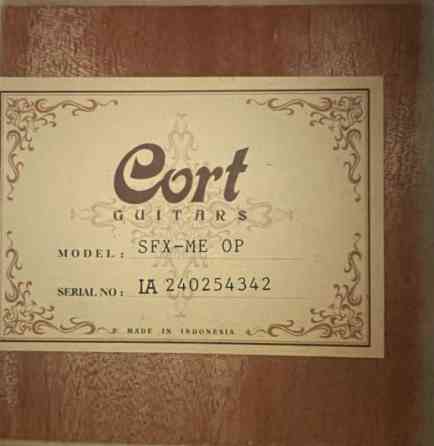 Cort
GUITARS
MODEL: SFX-ME OP
SERIAL NO: IA 240254342
P MADE IN INDONESIA